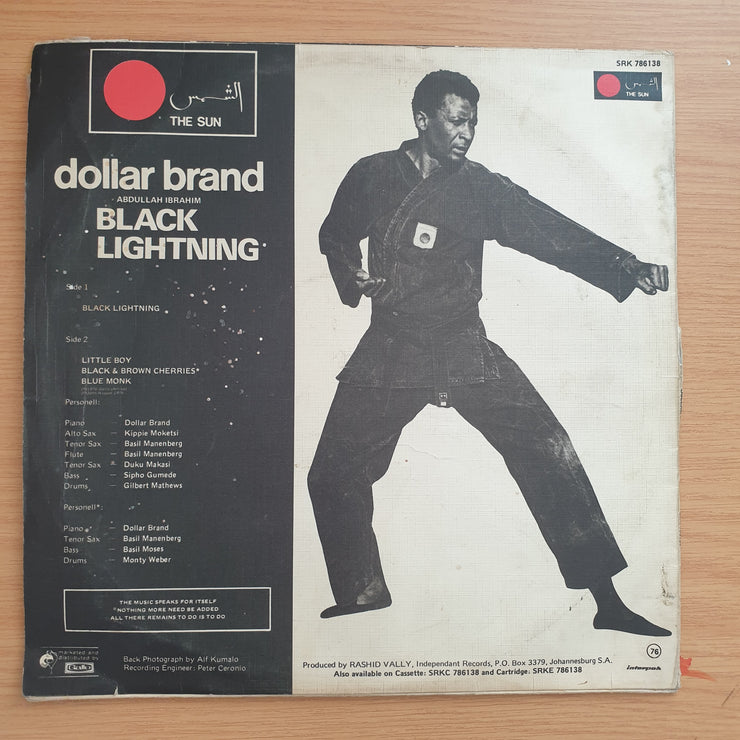 الشمس
THE SUN
dollar brand
ABDULLAH IBRAHIM
BLACK
LIGHTNING
Side 1
BLACK LIGHTNING
Side 2
LITTLE BOY
BLACK & BROWN CHERRIES*
BLUE MONK
Personell:
Piano — Dollar Brand
Alto Sax — Kippie Moketsi
Tenor Sax — Basil Manenberg
Flute — Basil Manenberg
Tenor Sax — Duku Makasi
Bass — Sipho Gumede
Drums — Gilbert Mathews
Personell*:
Piano — Dollar Brand
Tenor Sax — Basil Manenberg
Bass — Basil Moses
Drums — Monty Weber
THE MUSIC SPEAKS FOR ITSELF
NOTHING MORE NEED BE ADDED
ALL THERE REMAINS TO DO IS TO DO
marketed and
distributed by
Gallo
Back Photograph by Alf Kumalo
Recording Engineer: Peter Ceronio
SRK 786138
الشمس
THE SUN
76
interpak
Produced by RASHID VALLY, Independant Records, P.O. Box 3379, Johannesburg S.A.
Also available on Cassette: SRKC 786138 and Cartridge: SRKE 786138